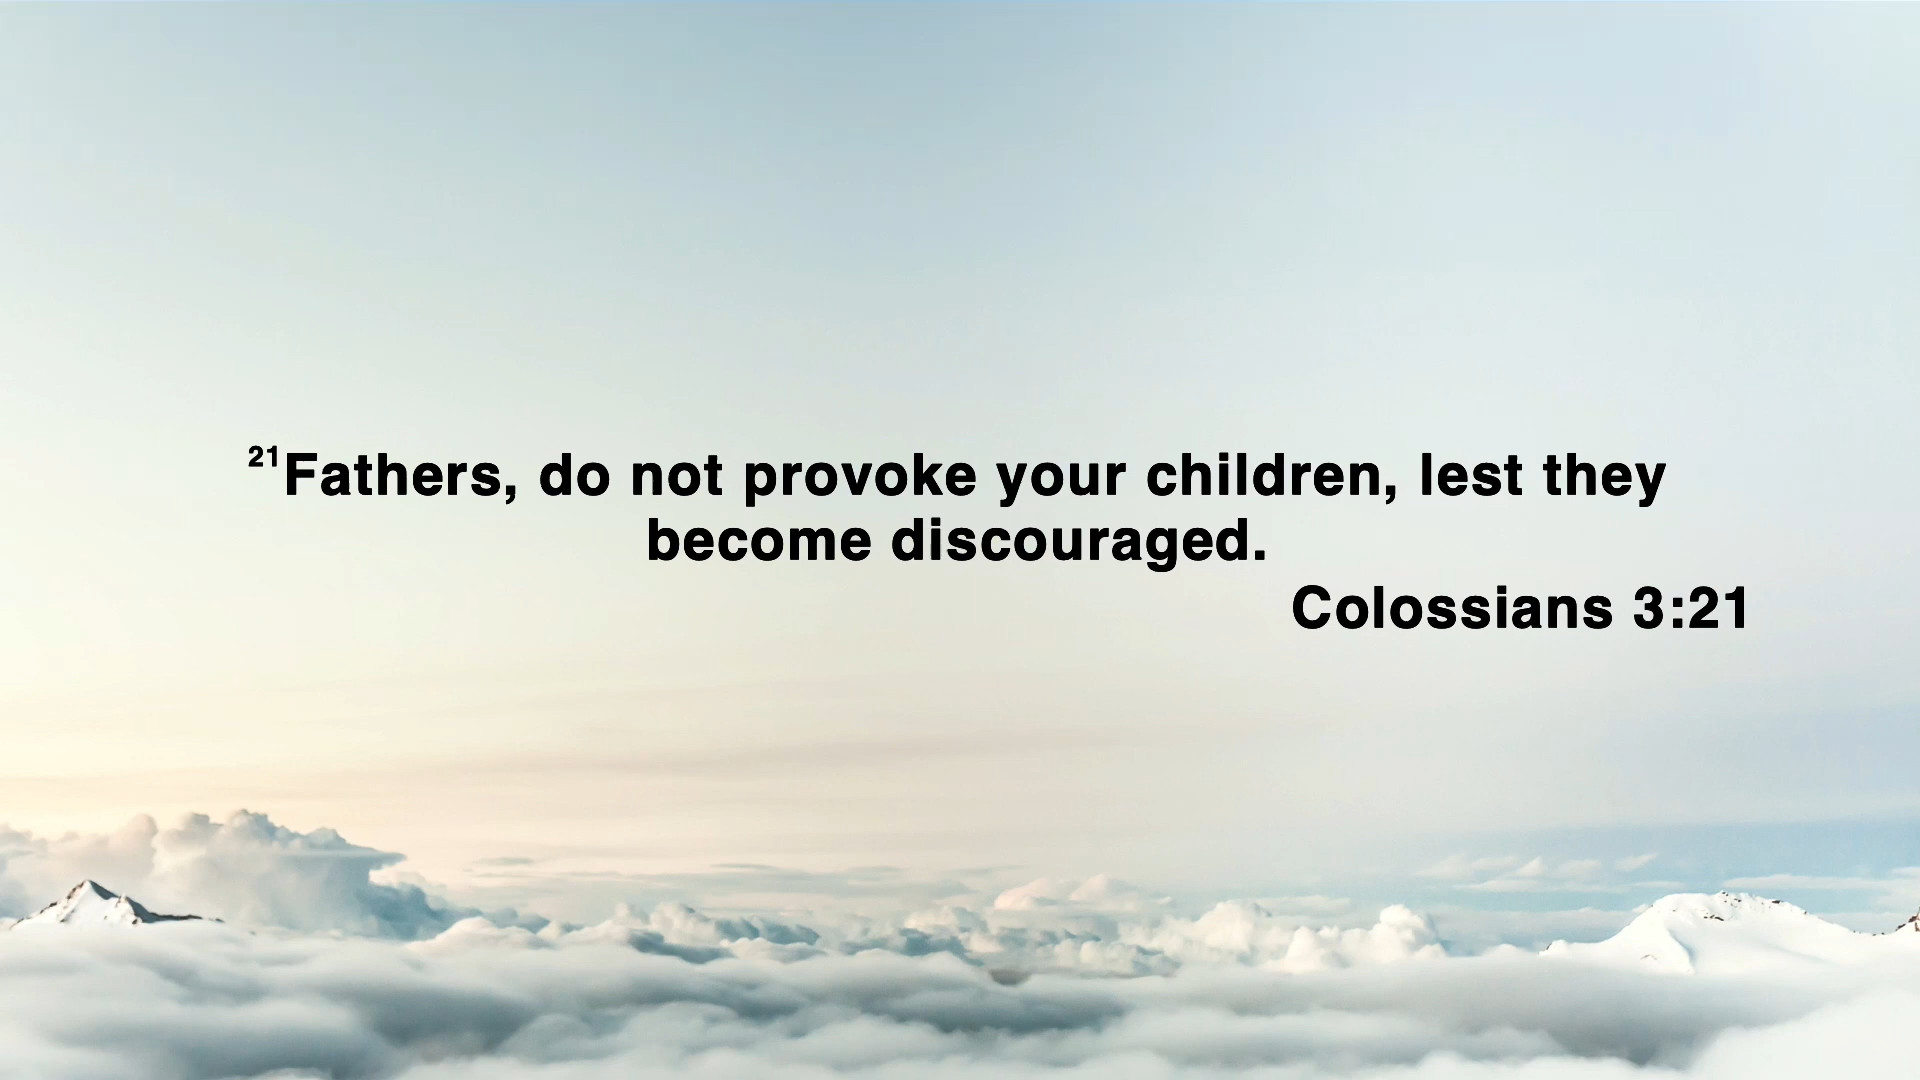 21Fathers, do not provoke your children, lest they
become discouraged.
Colossians 3:21